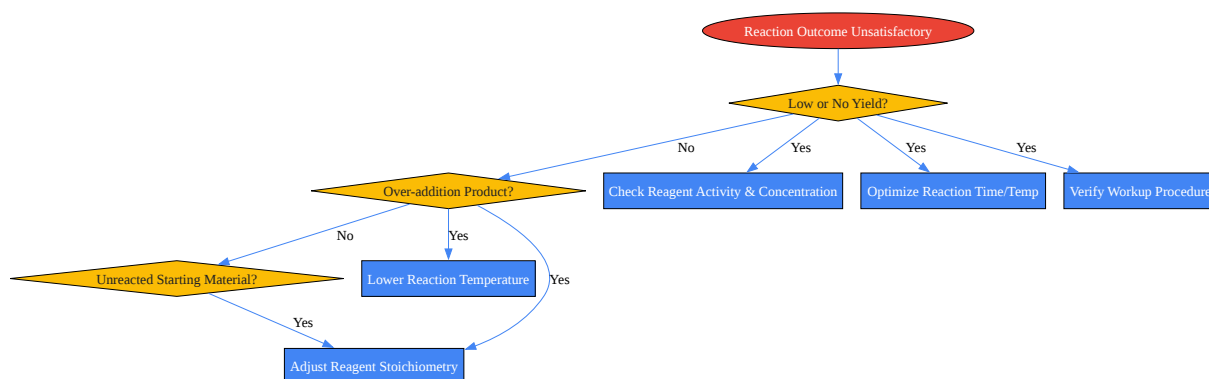 Reaction Outcome Unsatisfactory
Low or No Yield?
No
Yes
Yes
Yes
Over-addition Product?
Check Reagent Activity & Concentration
Optimize Reaction Time/Temp
Verify Workup Procedure
No
Yes
Unreacted Starting Material?
Lower Reaction Temperature
Yes
Yes
Adjust Reagent Stoichiometry